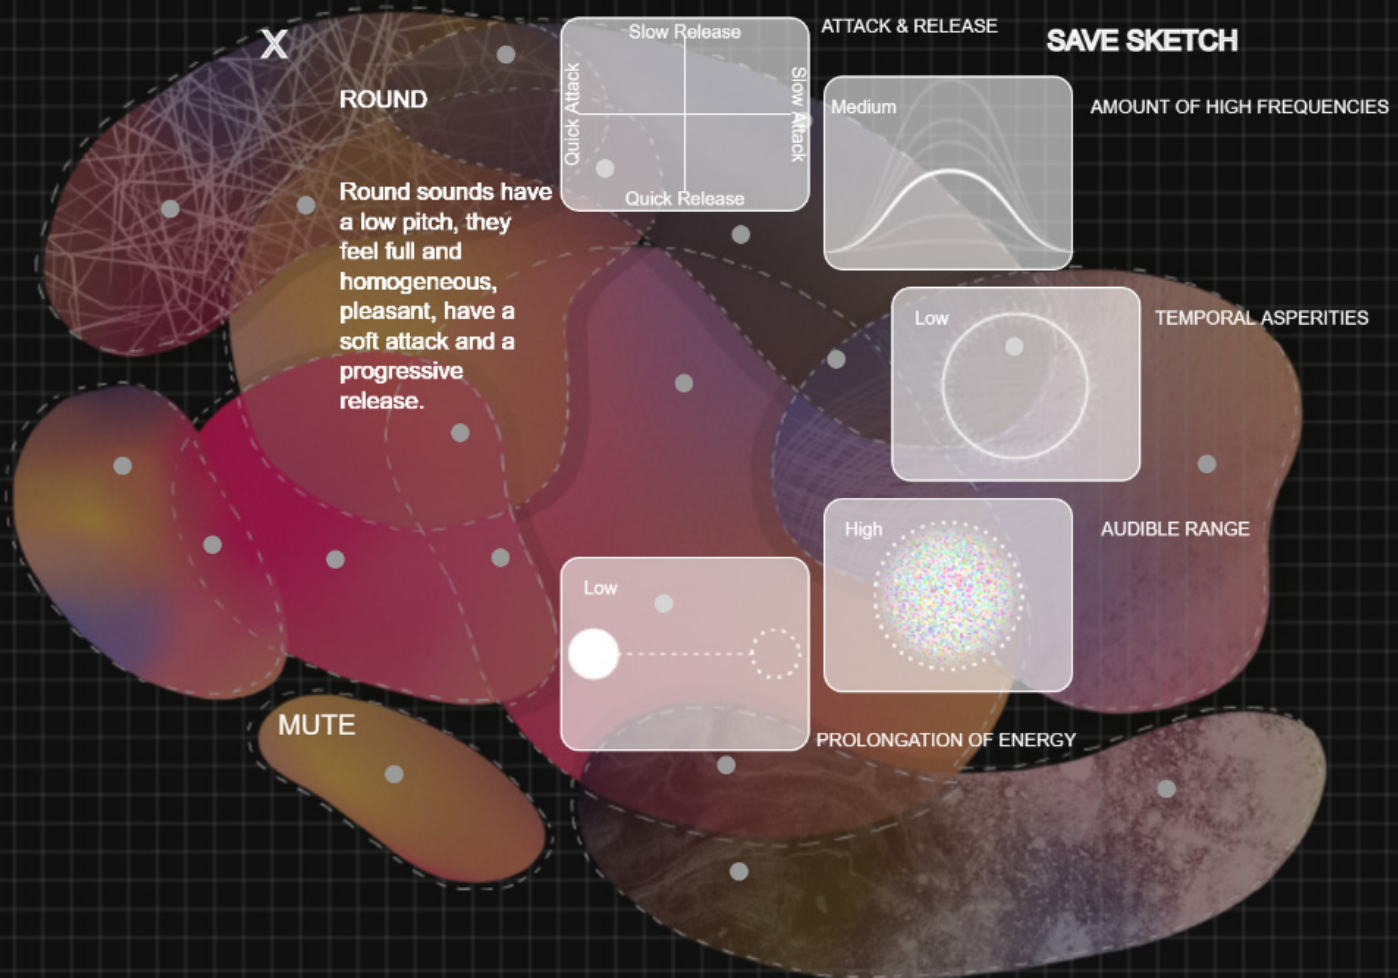 X
ROUND
Round sounds have
a low pitch, they
feel full and
homogeneous,
pleasant, have a
soft attack and a
progressive
release.
Slow Release
Quick Attack
Slow Attack
Quick Release
ATTACK & RELEASE
SAVE SKETCH
Medium
AMOUNT OF HIGH FREQUENCIES
Low
TEMPORAL ASPERITIES
High
AUDIBLE RANGE
Low
PROLONGATION OF ENERGY
MUTE